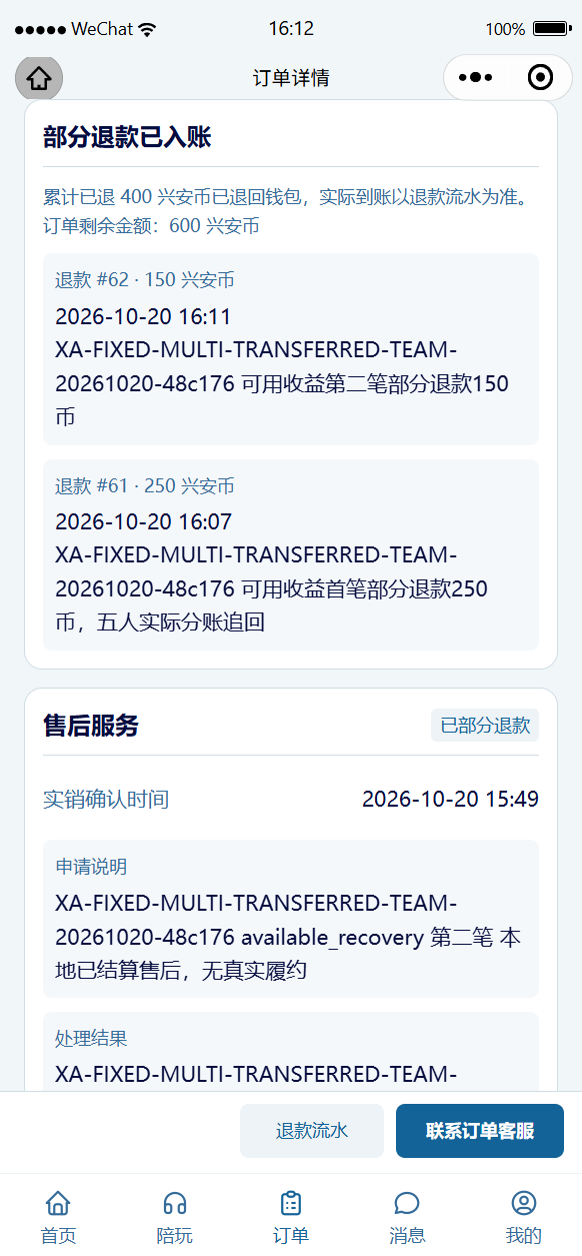 WeChat 16:12 100%
订单详情
部分退款已入账
累计已退 400 兴安币已退回钱包，实际到账以退款流水为准。
订单剩余金额：600 兴安币
退款 #62 · 150 兴安币
2026-10-20 16:11
XA-FIXED-MULTI-TRANSFERRED-TEAM-
20261020-48c176 可用收益第二笔部分退款150
币
退款 #61 · 250 兴安币
2026-10-20 16:07
XA-FIXED-MULTI-TRANSFERRED-TEAM-
20261020-48c176 可用收益首笔部分退款250
币，五人实际分账追回
售后服务 已部分退款
实销确认时间 2026-10-20 15:49
申请说明
XA-FIXED-MULTI-TRANSFERRED-TEAM-
20261020-48c176 available_recovery 第二笔 本
地已结算售后，无真实履约
处理结果
XA-FIXED-MULTI-TRANSFERRED-TEAM-
退款流水 联系订单客服
首页 陪玩 订单 消息 我的